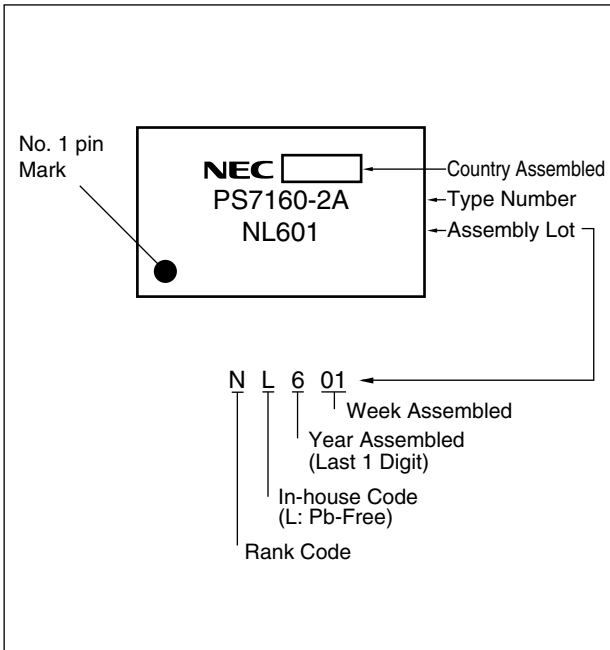 No. 1 pin
Mark
NEC
Country Assembled
PS7160-2A
Type Number
NL601
Assembly Lot
N L 6 01
Week Assembled
Year Assembled
(Last 1 Digit)
In-house Code
(L: Pb-Free)
Rank Code